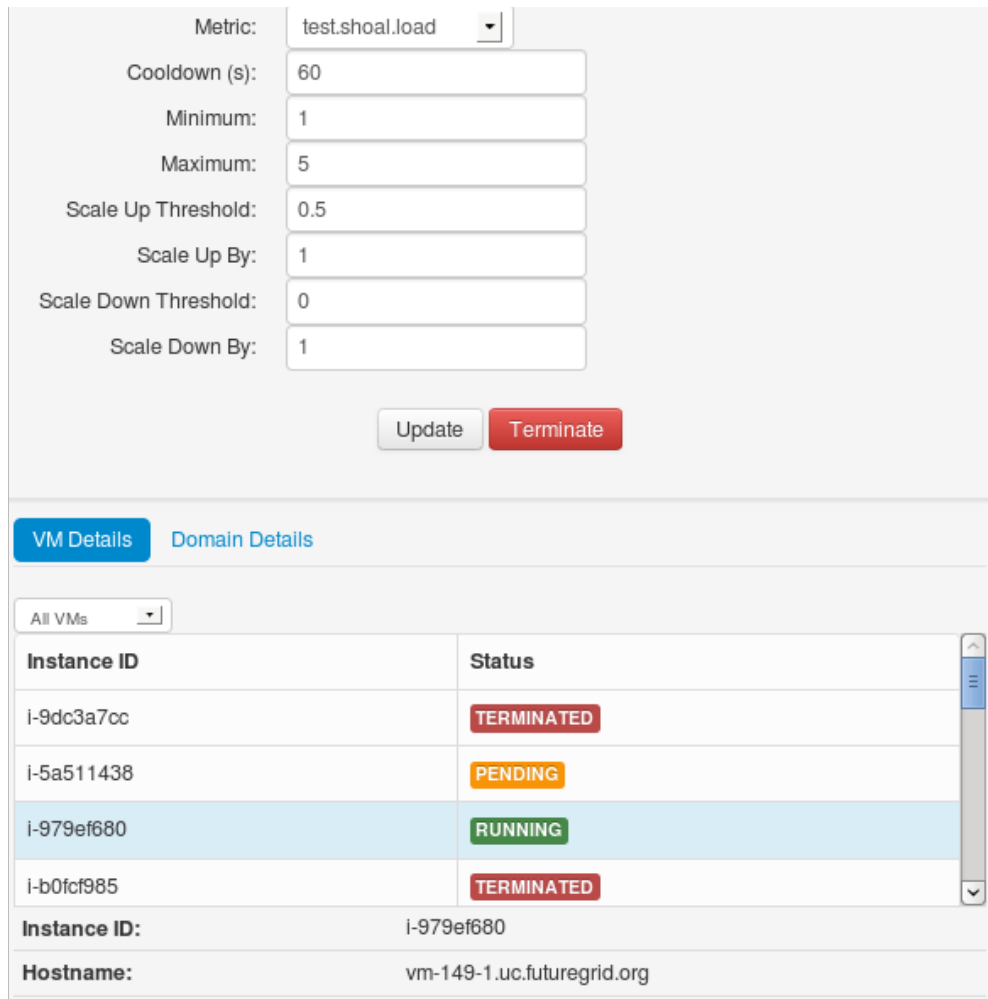 Metric: test.shoal.load
Cooldown (s): 60
Minimum: 1
Maximum: 5
Scale Up Threshold: 0.5
Scale Up By: 1
Scale Down Threshold: 0
Scale Down By: 1
Update Terminate
VM Details Domain Details
All VMs
Instance ID Status
i-9dc3a7cc TERMINATED
i-5a511438 PENDING
i-979ef680 RUNNING
i-b0fcf985 TERMINATED
Instance ID: i-979ef680
Hostname: vm-149-1.uc.futuregrid.org